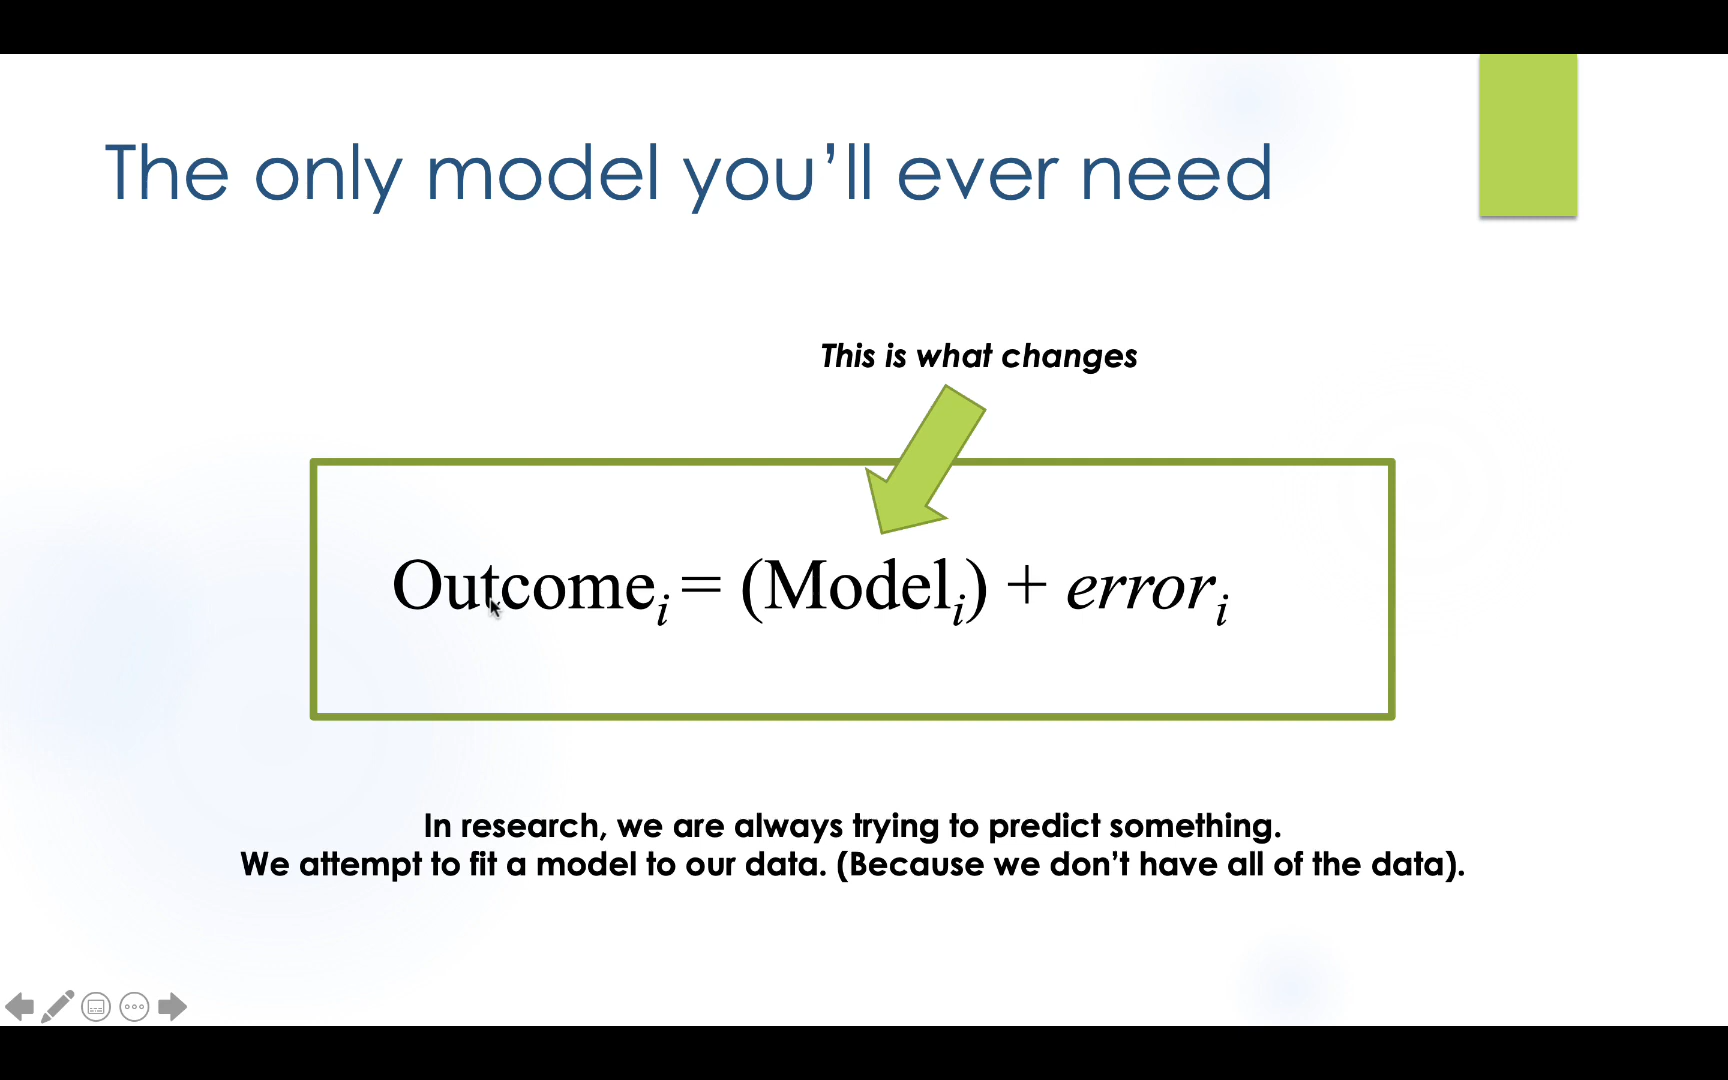 The only model you'll ever need
This is what changes
Outcomeᵢ = (Modelᵢ) + errorᵢ
In research, we are always trying to predict something.
We attempt to fit a model to our data. (Because we don't have all of the data).